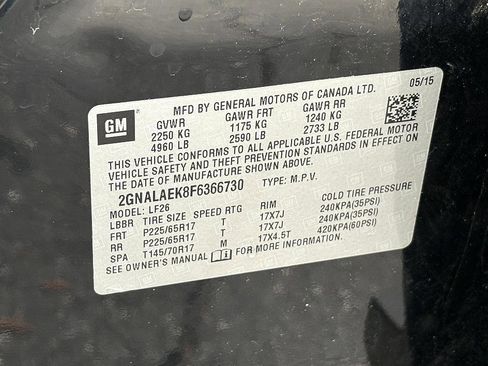 MFD BY GENERAL MOTORS OF CANADA LTD. 05/15
GM
GVWR GAWR FRT GAWR RR
2250 KG 1175 KG 1240 KG
4960 LB 2590 LB 2733 LB
THIS VEHICLE CONFORMS TO ALL APPLICABLE U.S. FEDERAL MOTOR
VEHICLE SAFETY AND THEFT PREVENTION STANDARDS IN EFFECT ON
THE DATE OF MANUFACTURE SHOWN ABOVE.
2GNALAEK8F6366730 TYPE: M.P.V.
MODEL: LF26
LBBR TIRE SIZE SPEED RTG RIM COLD TIRE PRESSURE
FRT P225/65R17 T 17X7J 240KPA(35PSI)
RR P225/65R17 T 17X7J 240KPA(35PSI)
SPA T145/70R17 M 17X4.5T 420KPA(60PSI)
SEE OWNER'S MANUAL FOR MORE INFORMATION.